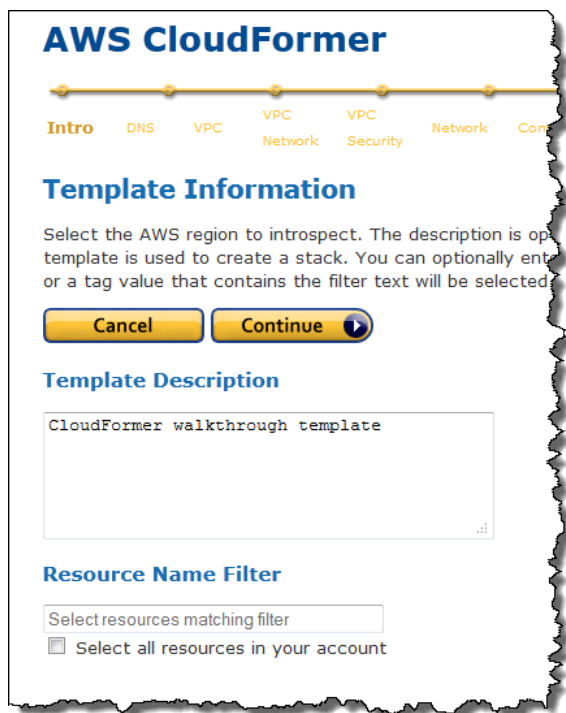 AWS CloudFormer
Intro DNS VPC VPC Network VPC Security Network
Template Information
Select the AWS region to introspect. The description is
template is used to create a stack. You can optionally
or a tag value that contains the filter text will be selected
Cancel Continue
Template Description
CloudFormer walkthrough template
Resource Name Filter
Select resources matching filter
Select all resources in your account